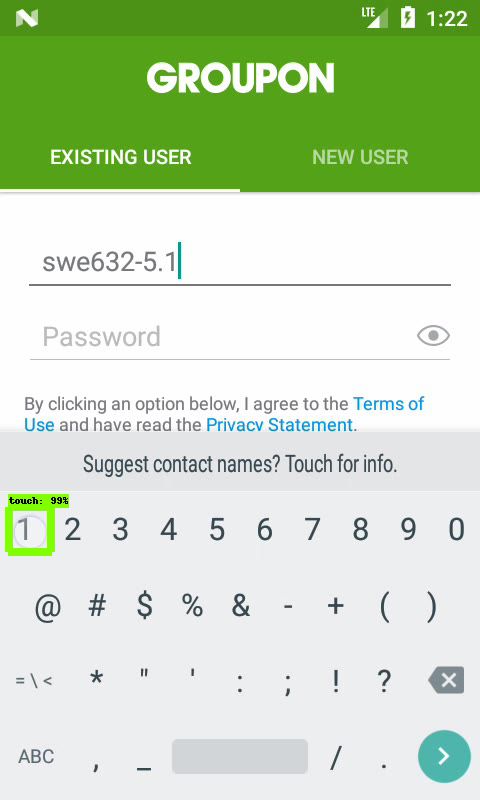 LTE 1:22
GROUPON
EXISTING USER NEW USER
swe632-5.1
Password
By clicking an option below, I agree to the Terms of
Use and have read the Privacy Statement.
Suggest contact names? Touch for info.
touch: 99%
1 2 3 4 5 6 7 8 9 0
@ # $ % & - + ( )
= \ < * " ' : ; ! ?
ABC , _ / .